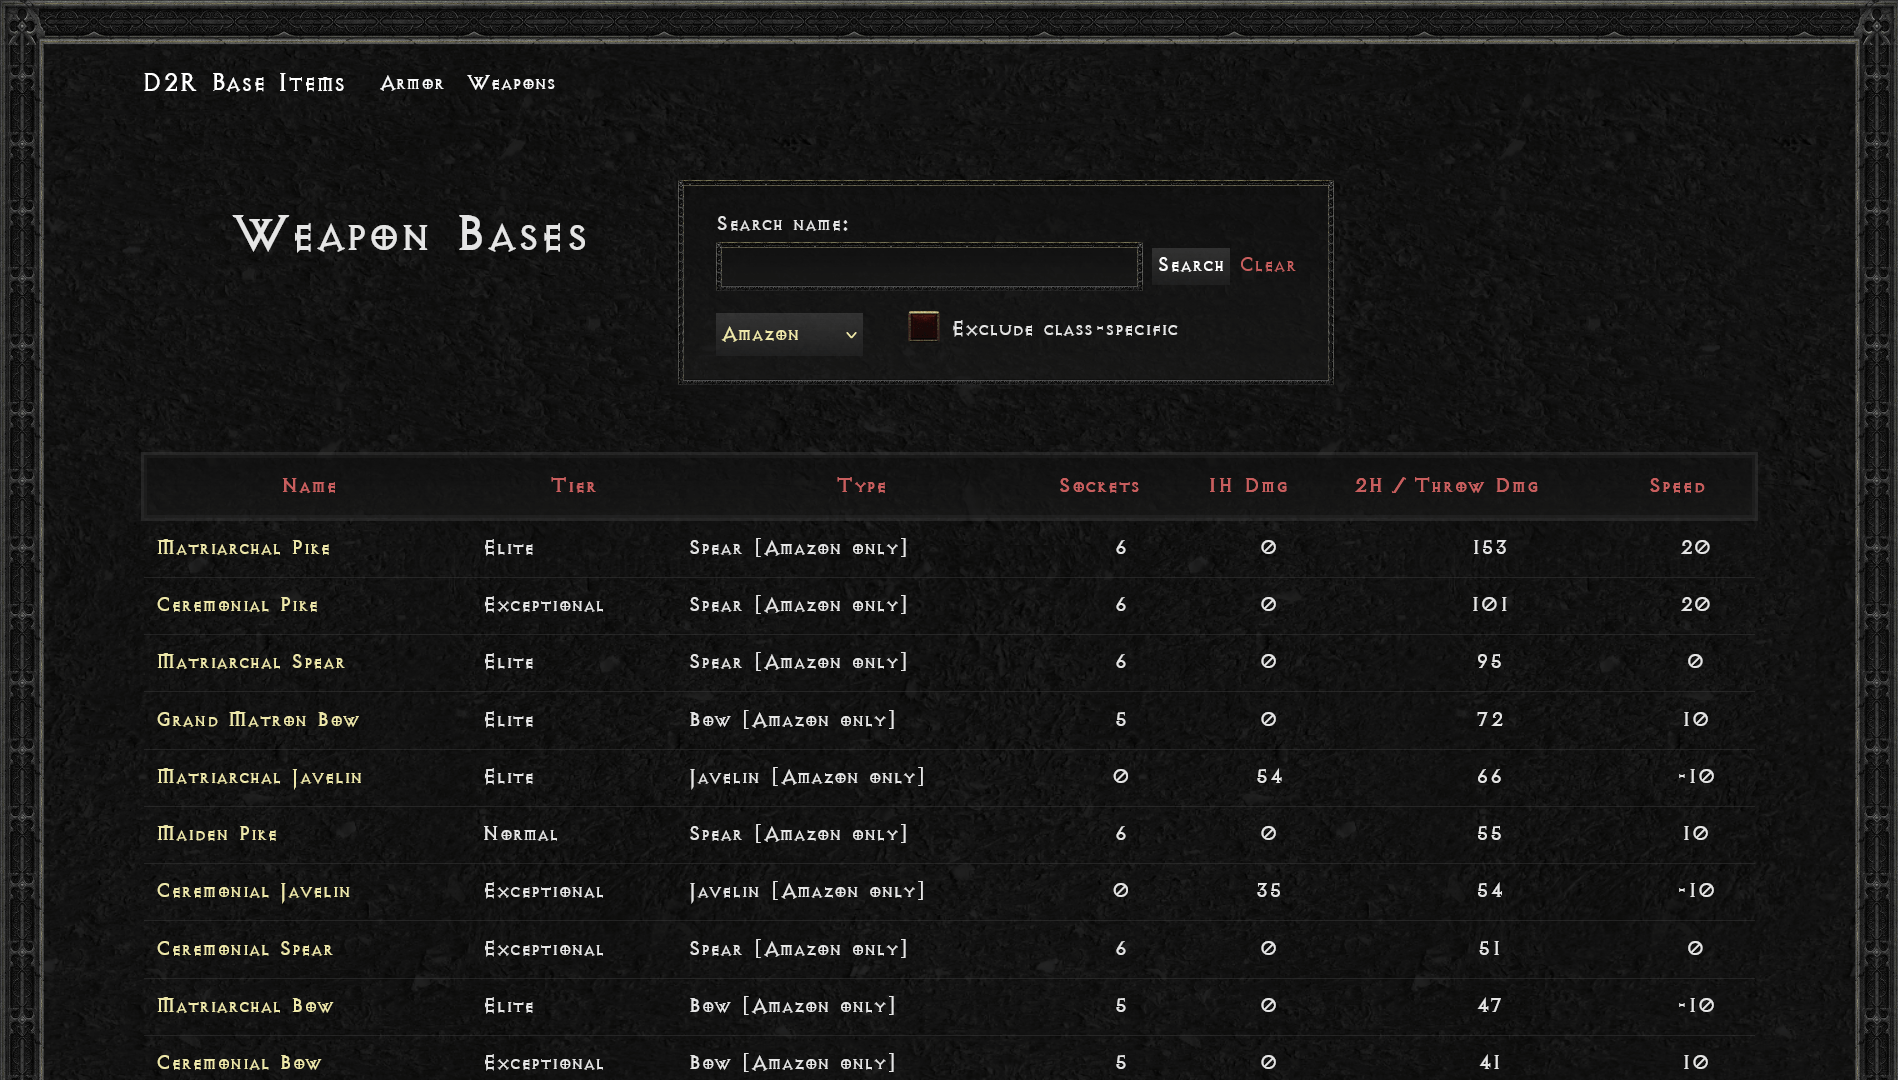 D2R Base Items Armor Weapons
Weapon Bases
Search name:
Search Clear
Amazon
Exclude class-specific
Name Tier Type Sockets 1H Dmg 2H / Throw Dmg Speed
Matriarchal Pike Elite Spear [Amazon only] 6 0 153 20
Ceremonial Pike Exceptional Spear [Amazon only] 6 0 101 20
Matriarchal Spear Elite Spear [Amazon only] 6 0 95 0
Grand Matron Bow Elite Bow [Amazon only] 5 0 72 10
Matriarchal Javelin Elite Javelin [Amazon only] 0 54 66 -10
Maiden Pike Normal Spear [Amazon only] 6 0 55 10
Ceremonial Javelin Exceptional Javelin [Amazon only] 0 35 54 -10
Ceremonial Spear Exceptional Spear [Amazon only] 6 0 51 0
Matriarchal Bow Elite Bow [Amazon only] 5 0 47 -10
Ceremonial Bow Exceptional Bow [Amazon only] 5 0 41 10